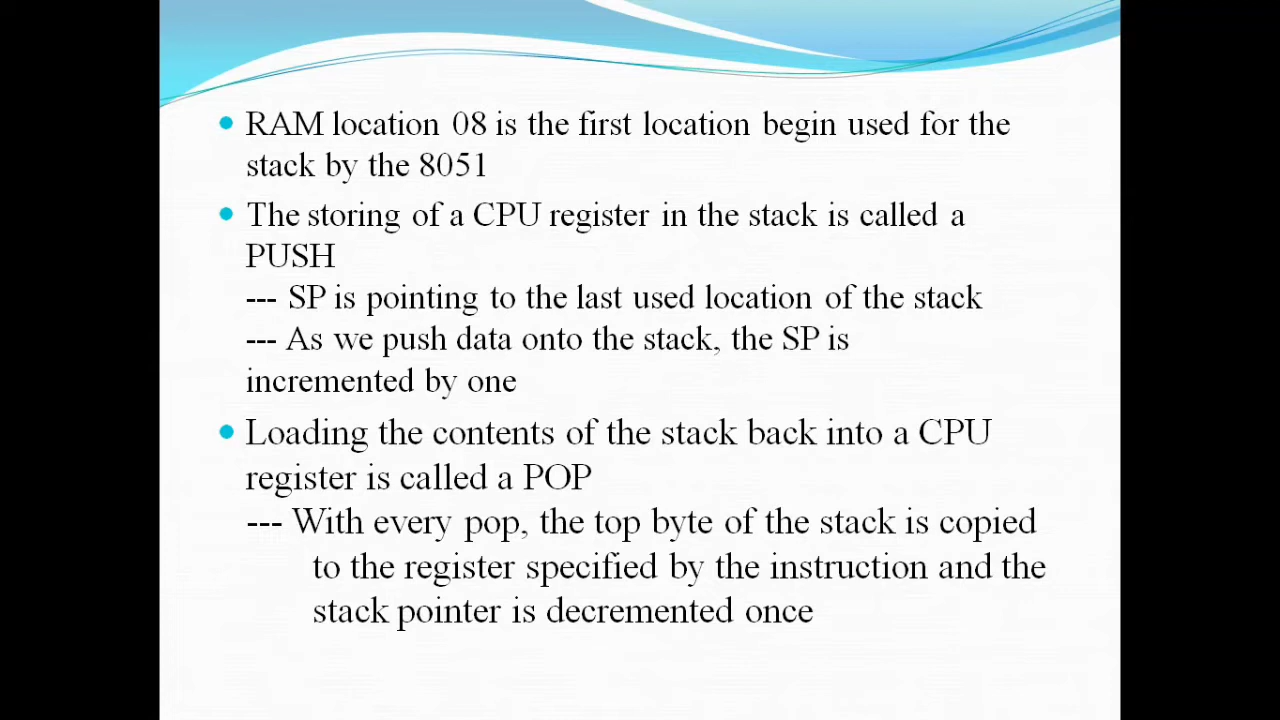 RAM location 08 is the first location begin used for the
stack by the 8051
The storing of a CPU register in the stack is called a
PUSH
--- SP is pointing to the last used location of the stack
--- As we push data onto the stack, the SP is
incremented by one
Loading the contents of the stack back into a CPU
register is called a POP
--- With every pop, the top byte of the stack is copied
to the register specified by the instruction and the
stack pointer is decremented once